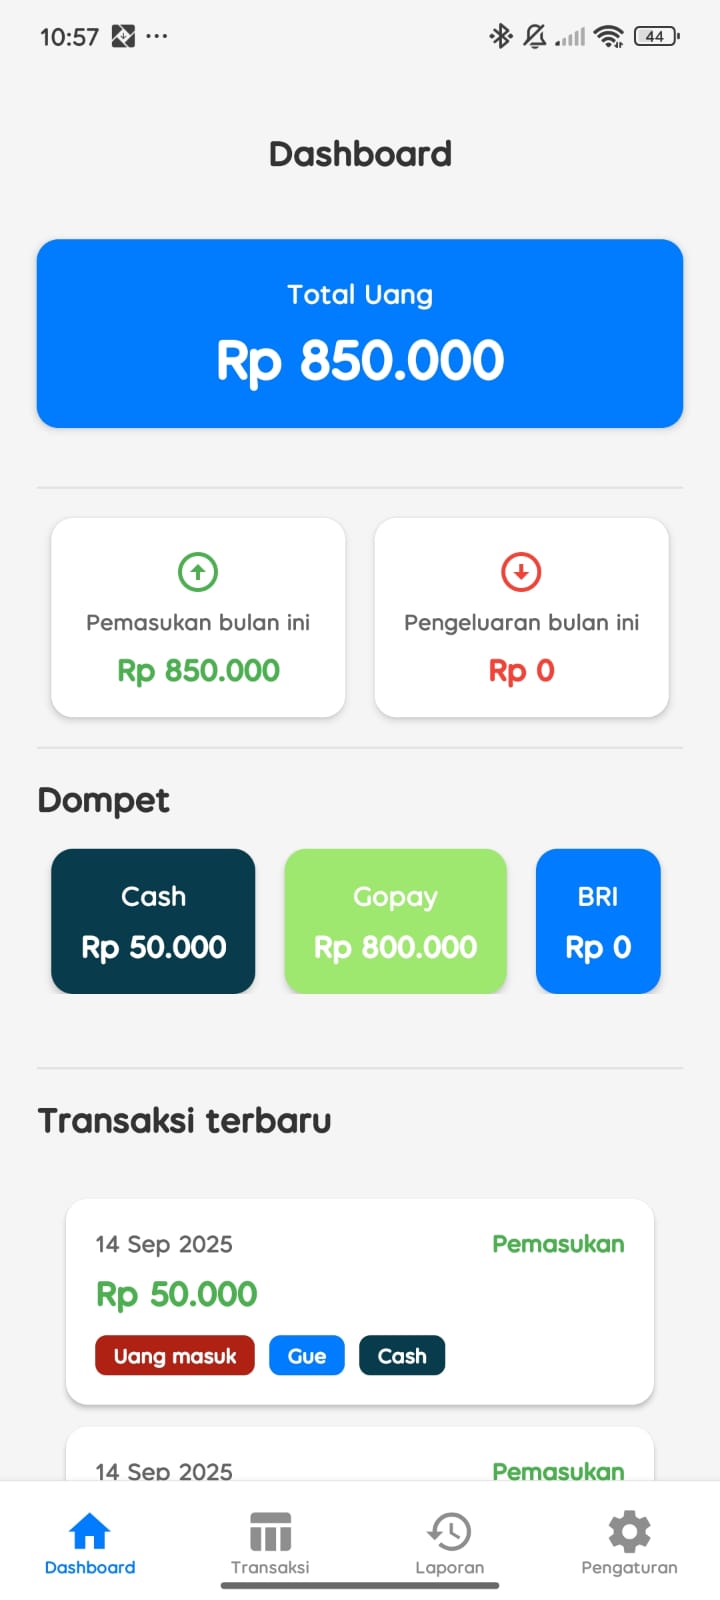 10:57 ...
44
Dashboard
Total Uang
Rp 850.000
Pemasukan bulan ini
Rp 850.000
Pengeluaran bulan ini
Rp 0
Dompet
Cash
Rp 50.000
Gopay
Rp 800.000
BRI
Rp 0
Transaksi terbaru
14 Sep 2025 Pemasukan
Rp 50.000
Uang masuk Gue Cash
14 Sep 2025 Pemasukan
Dashboard Transaksi Laporan Pengaturan